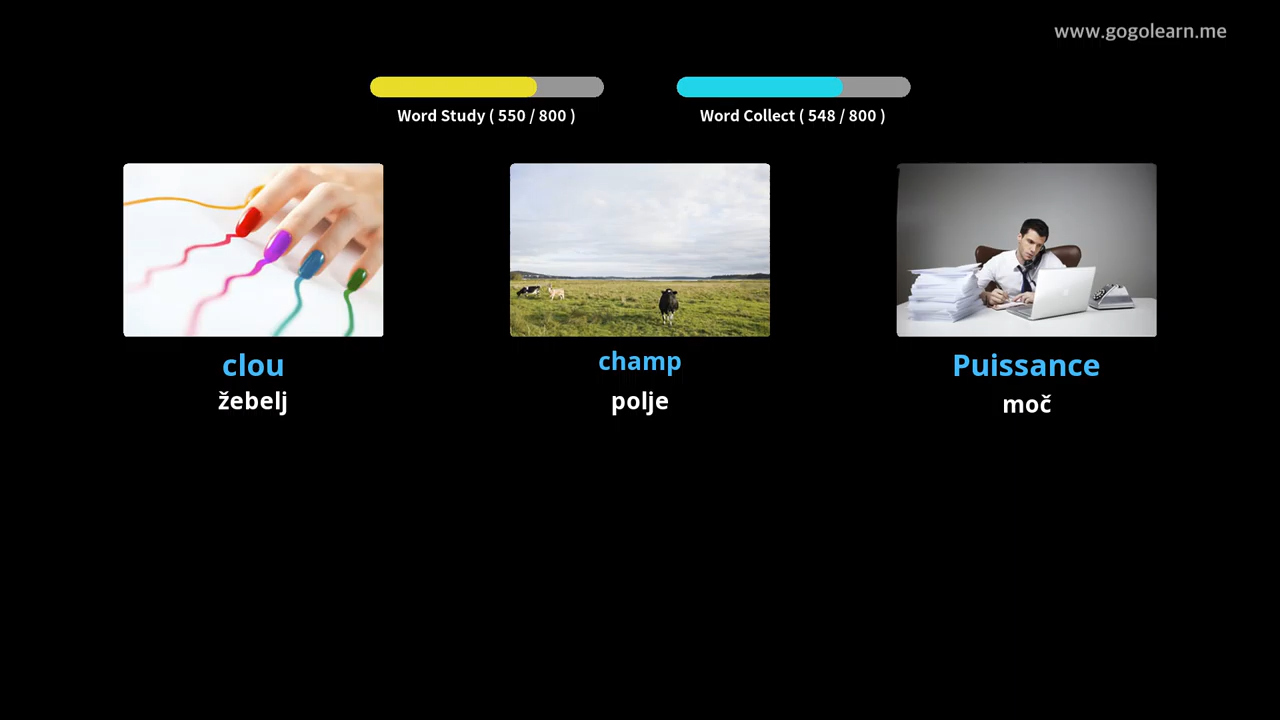 www.gogolearn.me
Word Study ( 550 / 800 )
Word Collect ( 548 / 800 )
clou
champ
Puissance
žebelj
polje
moč